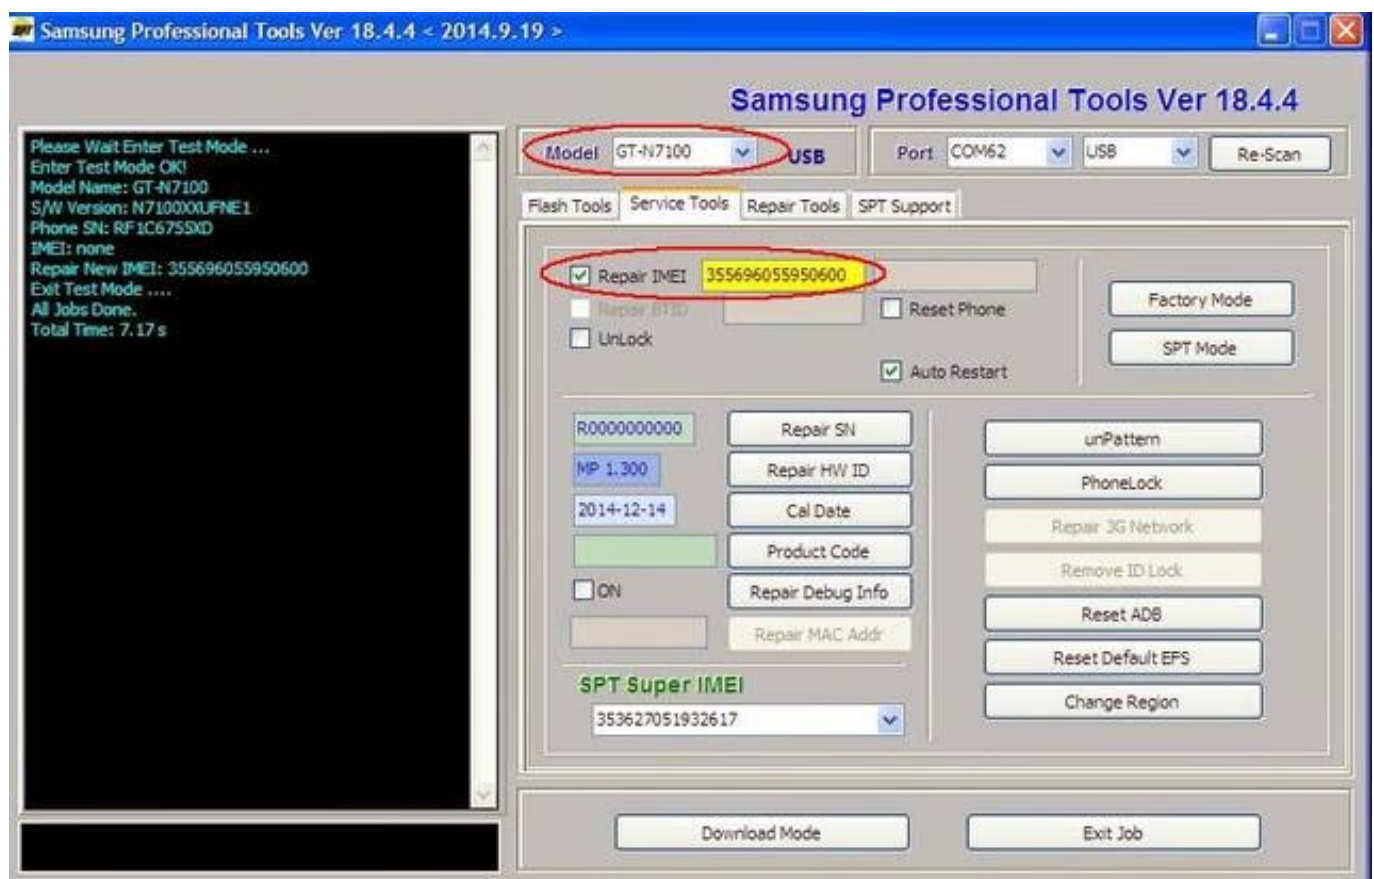 Samsung Professional Tools Ver 18.4.4 < 2014.9.19 >
Samsung Professional Tools Ver 18.4.4
Please Wait Enter Test Mode ...
Enter Test Mode OK!
Model Name: GT-N7100
S/W Version: N7100XXUFNE1
Phone SN: RF1C675SXD
IMEI: none
Repair New IMEI: 355696055950600
Exit Test Mode ....
All Jobs Done.
Total Time: 7.17 s
Model GT-N7100 USB
Port COM62 USB Re-Scan
Flash Tools Service Tools Repair Tools SPT Support
Repair IMEI 355696055950600
Repair BTID Reset Phone
UnLock
Auto Restart
Factory Mode
SPT Mode
R0000000000 Repair SN
MP 1.300 Repair HW ID
2014-12-14 Cal Date
Product Code
ON Repair Debug Info
Repair MAC Addr
unPattern
PhoneLock
Repair 3G Network
Remove ID Lock
Reset ADB
Reset Default EFS
Change Region
SPT Super IMEI
353627051932617
Download Mode Exit Job